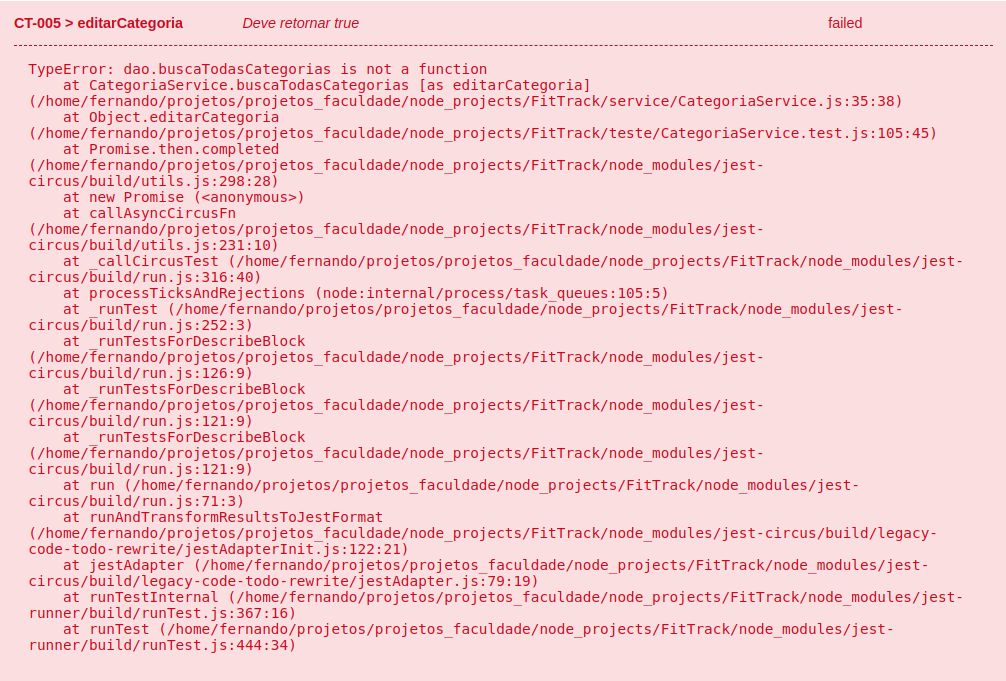 CT-005 > editarCategoria Deve retornar true failed
TypeError: dao.buscaTodasCategorias is not a function
at CategoriaService.buscaTodasCategorias [as editarCategoria]
(/home/fernando/projetos/projetos_faculdade/node_projects/FitTrack/service/CategoriaService.js:35:38)
at Object.editarCategoria
(/home/fernando/projetos/projetos_faculdade/node_projects/FitTrack/teste/CategoriaService.test.js:105:45)
at Promise.then.completed
(/home/fernando/projetos/projetos_faculdade/node_projects/FitTrack/node_modules/jest-
circus/build/utils.js:298:28)
at new Promise (<anonymous>)
at callAsyncCircusFn
(/home/fernando/projetos/projetos_faculdade/node_projects/FitTrack/node_modules/jest-
circus/build/utils.js:231:10)
at _callCircusTest (/home/fernando/projetos/projetos_faculdade/node_projects/FitTrack/node_modules/jest-
circus/build/run.js:316:40)
at processTicksAndRejections (node:internal/process/task_queues:105:5)
at _runTest (/home/fernando/projetos/projetos_faculdade/node_projects/FitTrack/node_modules/jest-
circus/build/run.js:252:3)
at _runTestsForDescribeBlock
(/home/fernando/projetos/projetos_faculdade/node_projects/FitTrack/node_modules/jest-
circus/build/run.js:126:9)
at _runTestsForDescribeBlock
(/home/fernando/projetos/projetos_faculdade/node_projects/FitTrack/node_modules/jest-
circus/build/run.js:121:9)
at _runTestsForDescribeBlock
(/home/fernando/projetos/projetos_faculdade/node_projects/FitTrack/node_modules/jest-
circus/build/run.js:121:9)
at run (/home/fernando/projetos/projetos_faculdade/node_projects/FitTrack/node_modules/jest-
circus/build/run.js:71:3)
at runAndTransformResultsToJestFormat
(/home/fernando/projetos/projetos_faculdade/node_projects/FitTrack/node_modules/jest-circus/build/legacy-
code-todo-rewrite/jestAdapterInit.js:122:21)
at jestAdapter (/home/fernando/projetos/projetos_faculdade/node_projects/FitTrack/node_modules/jest-
circus/build/legacy-code-todo-rewrite/jestAdapter.js:79:19)
at runTestInternal (/home/fernando/projetos/projetos_faculdade/node_projects/FitTrack/node_modules/jest-
runner/build/runTest.js:367:16)
at runTest (/home/fernando/projetos/projetos_faculdade/node_projects/FitTrack/node_modules/jest-
runner/build/runTest.js:444:34)